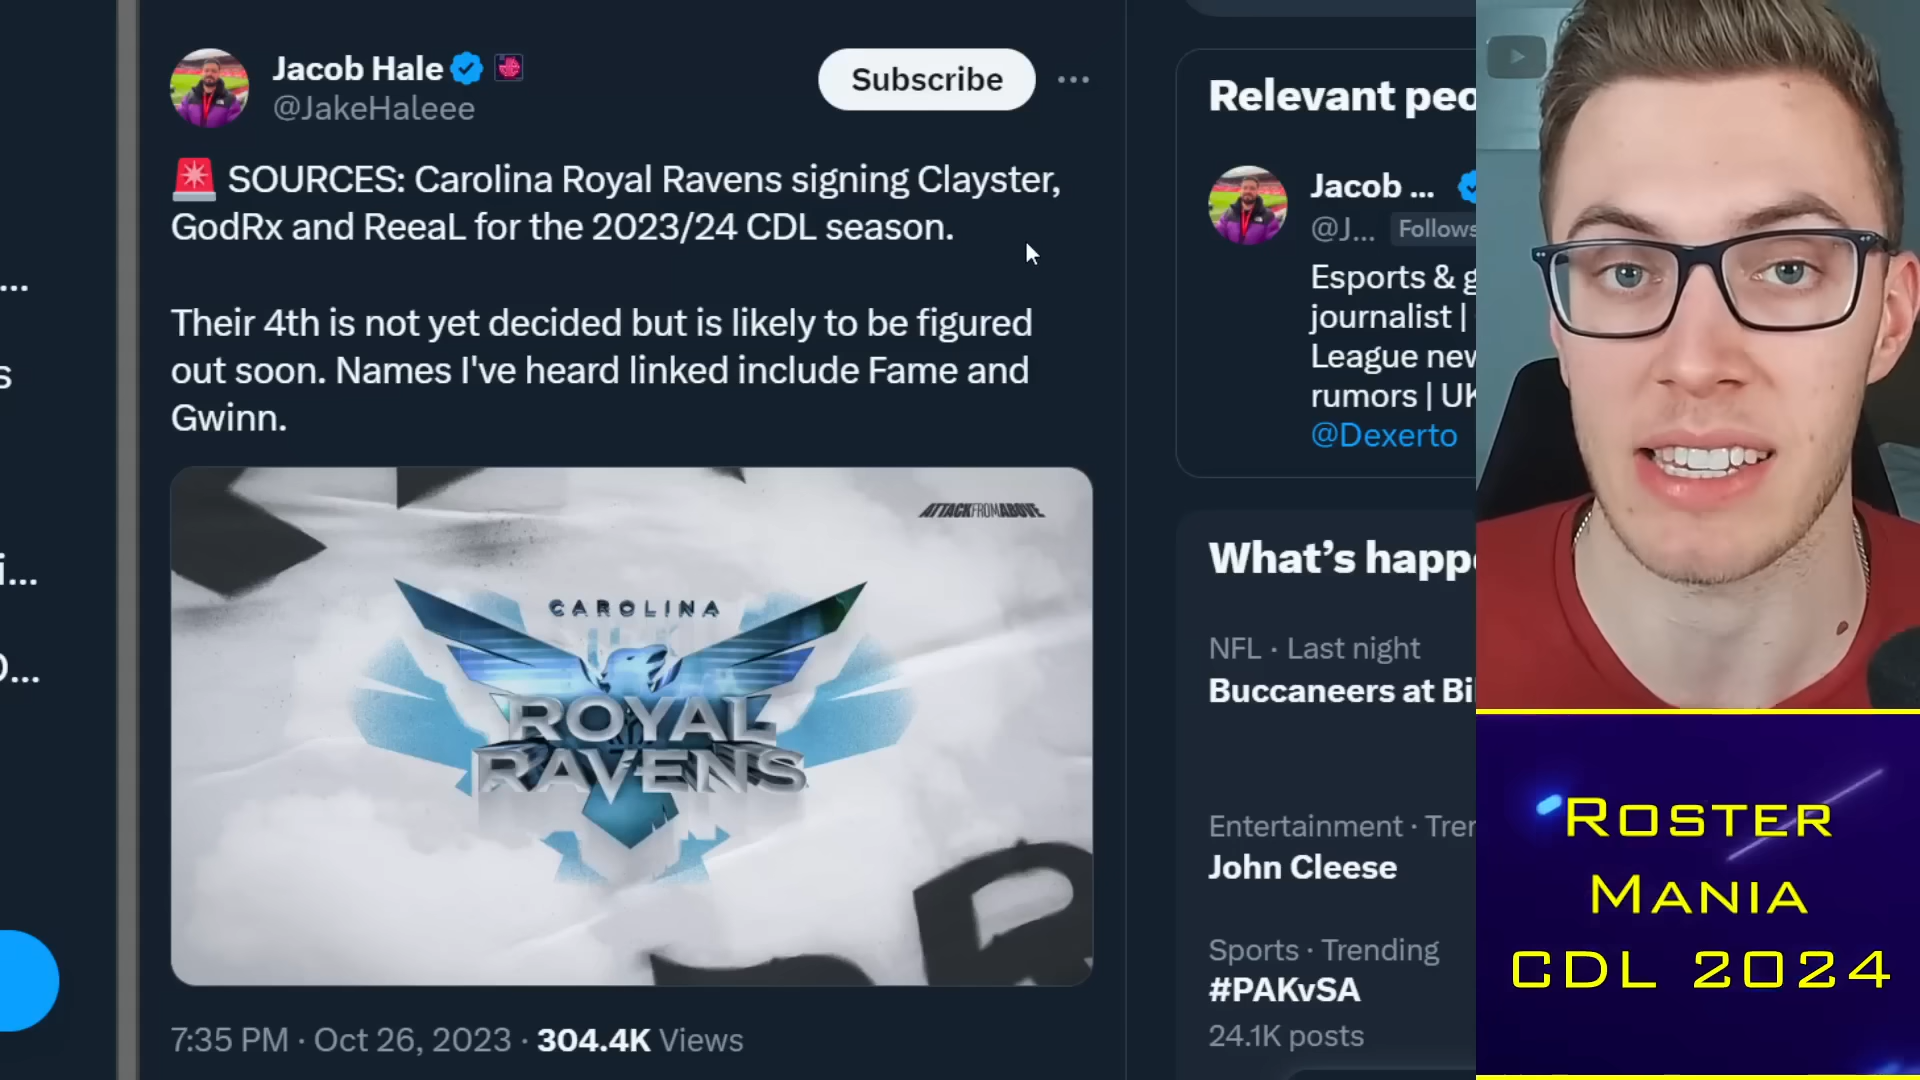 Jacob Hale
@JakeHaleee
Subscribe
SOURCES: Carolina Royal Ravens signing Clayster,
GodRx and ReeaL for the 2023/24 CDL season.
Their 4th is not yet decided but is likely to be figured
out soon. Names I've heard linked include Fame and
Gwinn.
ATTACKFROMABOVE
CAROLINA
ROYAL
RAVENS
7:35 PM · Oct 26, 2023 · 304.4K Views
Relevant peo
Jacob ...
@J... Follows
Esports & g
journalist |
League new
rumors | UK
@Dexerto
What's happe
NFL · Last night
Buccaneers at Bi
Entertainment · Tren
John Cleese
Sports · Trending
#PAKvSA
24.1K posts
ROSTER
MANIA
CDL 2024